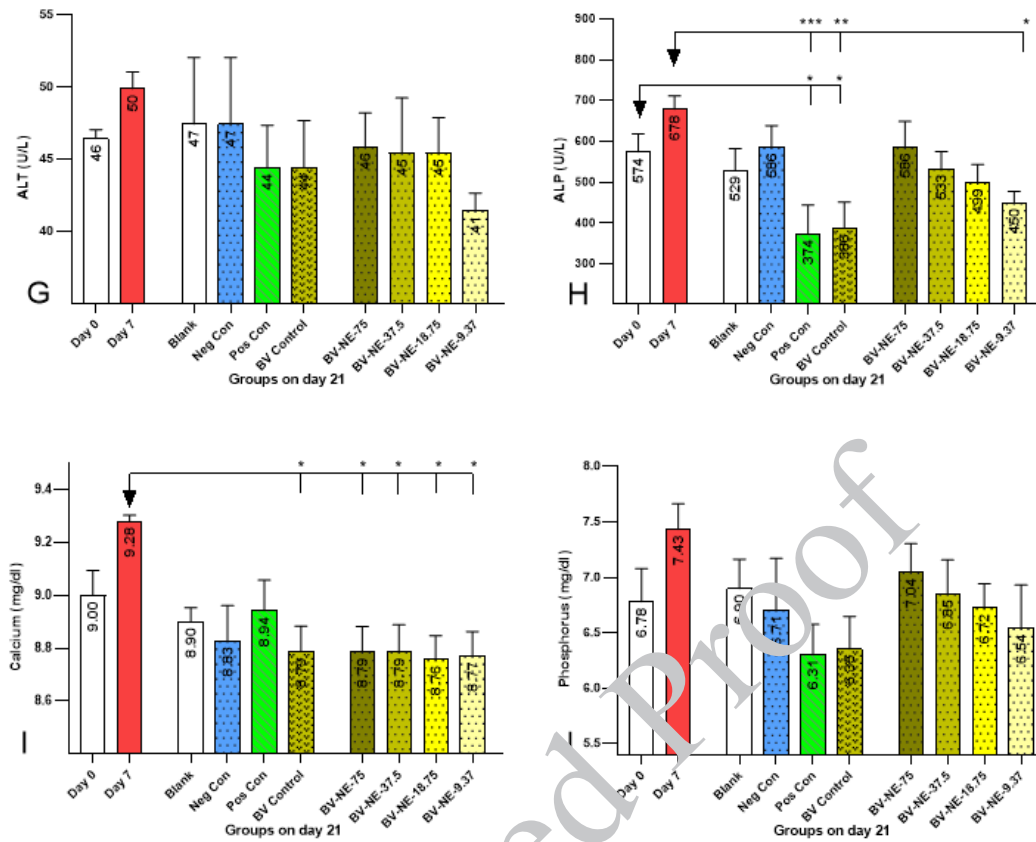 55
50
45
40
ALT (U/L)
46
50
47
47
44
44
46
45
45
41
G
Day 0
Day 7
Blank
Neg Con
Pos Con
BV Control
BV-NE-75
BV-NE-37.5
BV-NE-18.75
BV-NE-9.37
Groups on day 21
900
800
700
600
500
400
300
ALP (U/L)
*** ** *
* *
574
678
529
586
374
386
586
533
499
450
H
Day 0
Day 7
Blank
Neg Con
Pos Con
BV Control
BV-NE-75
BV-NE-37.5
BV-NE-18.75
BV-NE-9.37
Groups on day 21
9.4
9.2
9.0
8.8
8.6
Calcium (mg/dl)
* * * * *
9.00
9.28
8.90
8.83
8.94
8.79
8.79
8.79
8.76
8.77
I
Day 0
Day 7
Blank
Neg Con
Pos Con
BV Control
BV-NE-75
BV-NE-37.5
BV-NE-18.75
BV-NE-9.37
Groups on day 21
8.0
7.5
7.0
6.5
6.0
5.5
Phosphorus (mg/dl)
6.78
7.43
6.90
6.71
6.31
7.04
6.85
6.72
6.54
Day 0
Day 7
Blank
Neg Con
Pos Con
BV Control
BV-NE-75
BV-NE-37.5
BV-NE-18.75
BV-NE-9.37
Groups on day 21
ed Proof